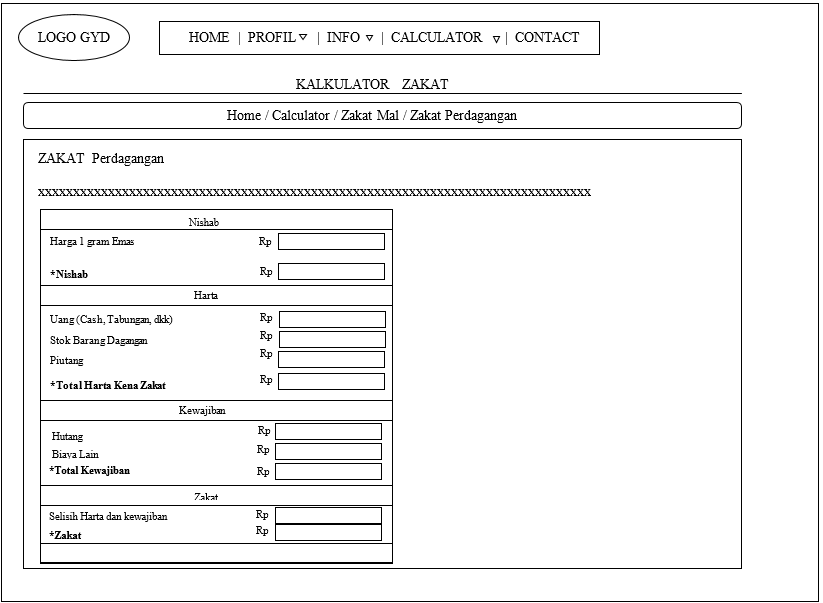 LOGO GYD
HOME | PROFIL | INFO | CALCULATOR | CONTACT
KALKULATOR ZAKAT
Home / Calculator / Zakat Mal / Zakat Perdagangan
ZAKAT Perdagangan
xxxxxxxxxxxxxxxxxxxxxxxxxxxxxxxxxxxxxxxxxxxxxxxxxxxxxxxxxxxxxxxxxxxxxxxxxxxxxxx
Nishab
Harga 1 gram Emas Rp
*Nishab Rp
Harta
Uang (Cash, Tabungan, dkk) Rp
Stok Barang Dagangan Rp
Piutang Rp
*Total Harta Kena Zakat Rp
Kewajiban
Hutang Rp
Biaya Lain Rp
*Total Kewajiban Rp
Zakat
Selisih Harta dan kewajiban Rp
*Zakat Rp